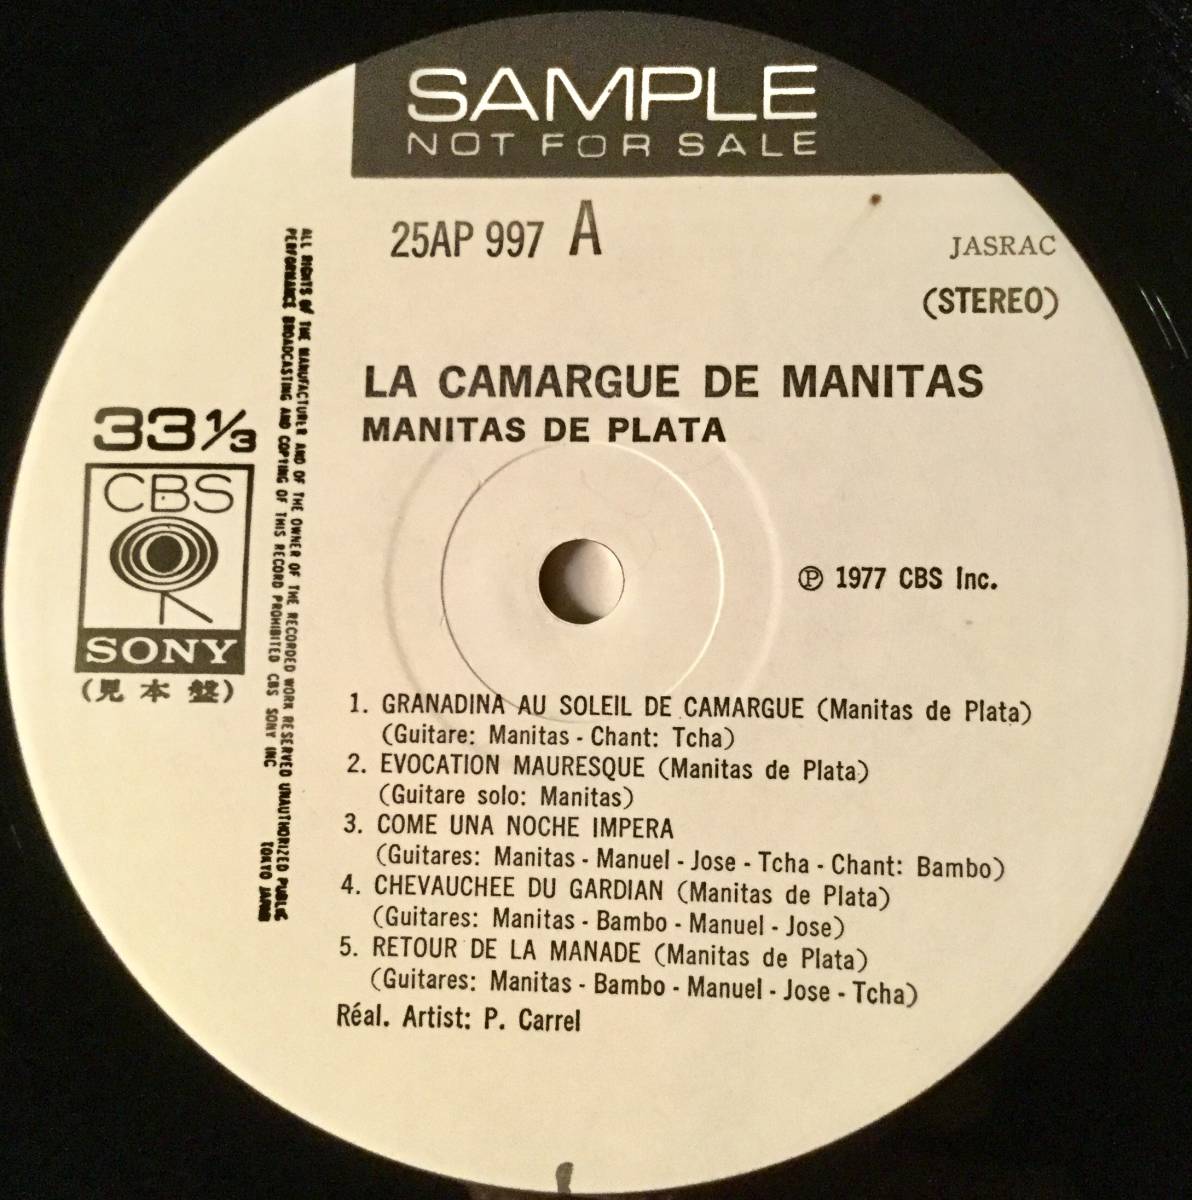 SAMPLE
NOT FOR SALE
25AP 997 A
JASRAC
(STEREO)
LA CAMARGUE DE MANITAS
MANITAS DE PLATA
33 1/3
CBS
SONY
(見本盤)
ALL RIGHTS OF THE MANUFACTURER AND OF THE OWNER OF THE RECORDED WORK RESERVED UNAUTHORIZED PUBLIC
PERFORMANCE BROADCASTING AND COPYING OF THIS RECORD PROHIBITED CBS SONY INC TOKYO JAPAN
Ⓟ 1977 CBS Inc.
1. GRANADINA AU SOLEIL DE CAMARGUE (Manitas de Plata)
(Guitare: Manitas - Chant: Tcha)
2. EVOCATION MAURESQUE (Manitas de Plata)
(Guitare solo: Manitas)
3. COME UNA NOCHE IMPERA
(Guitares: Manitas - Manuel - Jose - Tcha - Chant: Bambo)
4. CHEVAUCHEE DU GARDIAN (Manitas de Plata)
(Guitares: Manitas - Bambo - Manuel - Jose)
5. RETOUR DE LA MANADE (Manitas de Plata)
(Guitares: Manitas - Bambo - Manuel - Jose - Tcha)
Réal. Artist: P. Carrel